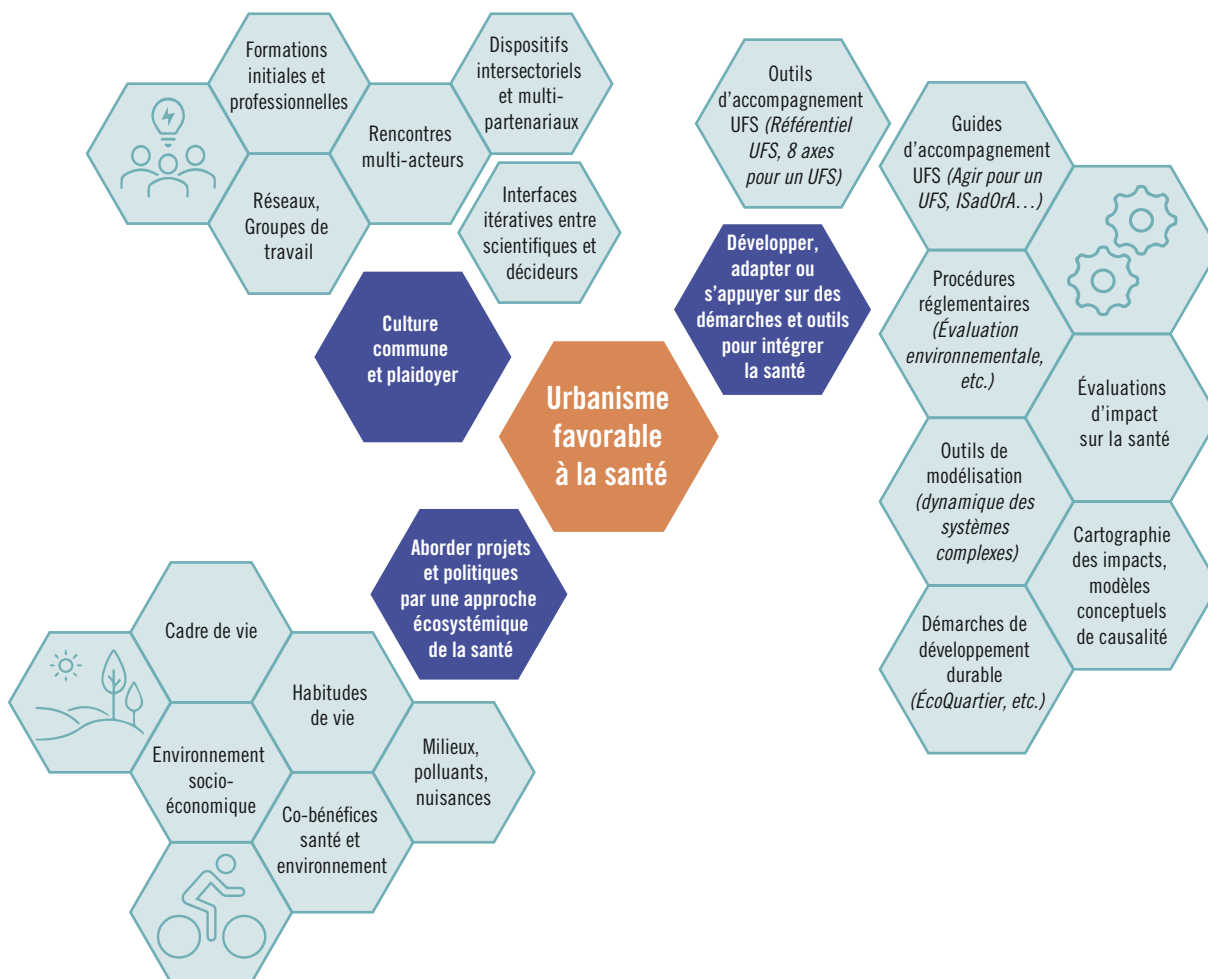 Formations
initiales et
professionnelles
Dispositifs
intersectoriels
et multi-
partenariaux
Rencontres
multi-acteurs
Réseaux,
Groupes de
travail
Interfaces
itératives entre
scientifiques et
décideurs
Culture
commune
et plaidoyer
Outils
d'accompagnement
UFS (Référentiel
UFS, 8 axes
pour un UFS)
Guides
d'accompagnement
UFS (Agir pour un
UFS, ISadOrA…)
Développer,
adapter ou
s'appuyer sur des
démarches et outils
pour intégrer
la santé
Procédures
réglementaires
(Évaluation
environnementale,
etc.)
Évaluations
d'impact
sur la santé
Outils de
modélisation
(dynamique des
systèmes
complexes)
Cartographie
des impacts,
modèles
conceptuels
de causalité
Démarches de
développement
durable
(ÉcoQuartier, etc.)
Urbanisme
favorable
à la santé
Aborder projets
et politiques
par une approche
écosystémique
de la santé
Cadre de vie
Habitudes
de vie
Environnement
socio-
économique
Milieux,
polluants,
nuisances
Co-bénéfices
santé et
environnement